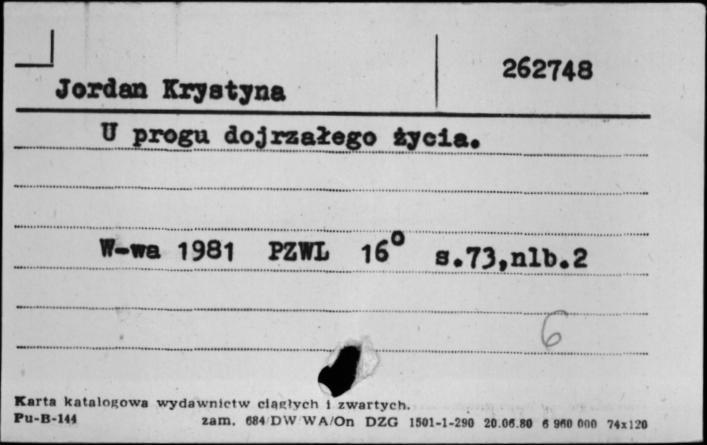 262748
Jordan Krystyna
U progu dojrzałego życia.
W-wa 1981 PZWL 16° s.73,nlb.2
6
Karta katalogowa wydawnictw ciągłych i zwartych.
Pu-B-144 zam. 684/DW/WA/On DZG 1501-1-290 20.06.80 6 960 000 74x120